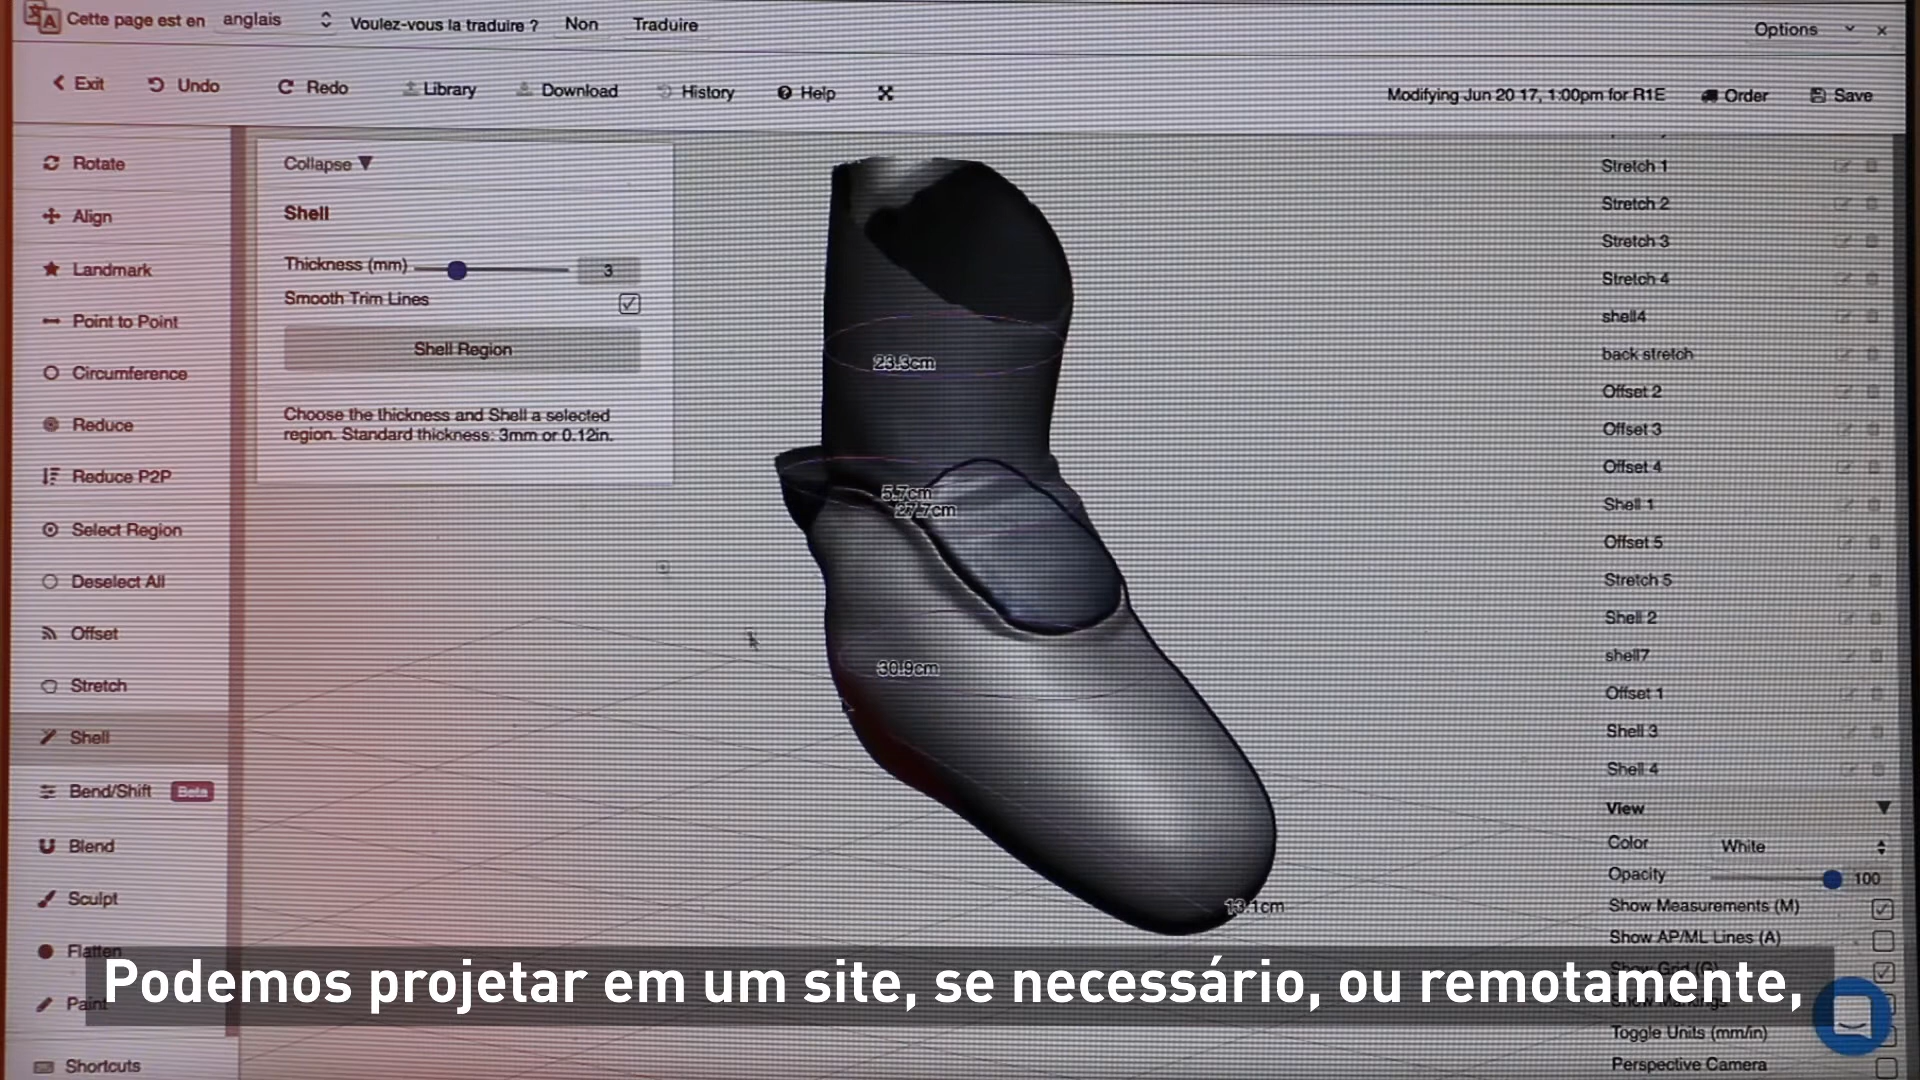 Cette page est en anglais Voulez-vous la traduire ? Non Traduire Options
Exit Undo Redo Library Download History Help Modifying Jun 20 17, 1:00pm for R1E Order Save
Rotate
Align
Landmark
Point to Point
Circumference
Reduce
Reduce P2P
Select Region
Deselect All
Offset
Stretch
Shell
Bend/Shift Beta
Blend
Sculpt
Flatten
Paint
Shortcuts
Collapse
Shell
Thickness (mm) 3
Smooth Trim Lines
Shell Region
Choose the thickness and Shell a selected
region. Standard thickness: 3mm or 0.12in.
23.3cm
5.7cm
27.7cm
30.9cm
13.1cm
Stretch 1
Stretch 2
Stretch 3
Stretch 4
shell4
back stretch
Offset 2
Offset 3
Offset 4
Shell 1
Offset 5
Stretch 5
Shell 2
shell7
Offset 1
Shell 3
Shell 4
View
Color White
Opacity 100
Show Measurements (M)
Show AP/ML Lines (A)
Show Grid (G)
Show Markings
Toggle Units (mm/in)
Perspective Camera
Podemos projetar em um site, se necessário, ou remotamente,